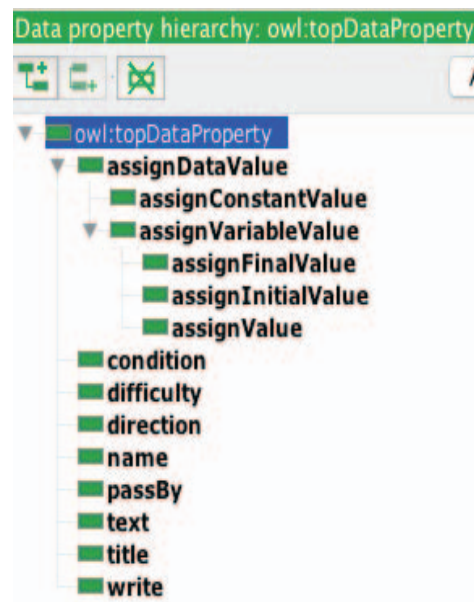 Data property hierarchy: owl:topDataProperty
owl:topDataProperty
assignDataValue
assignConstantValue
assignVariableValue
assignFinalValue
assignInitialValue
assignValue
condition
difficulty
direction
name
passBy
text
title
write